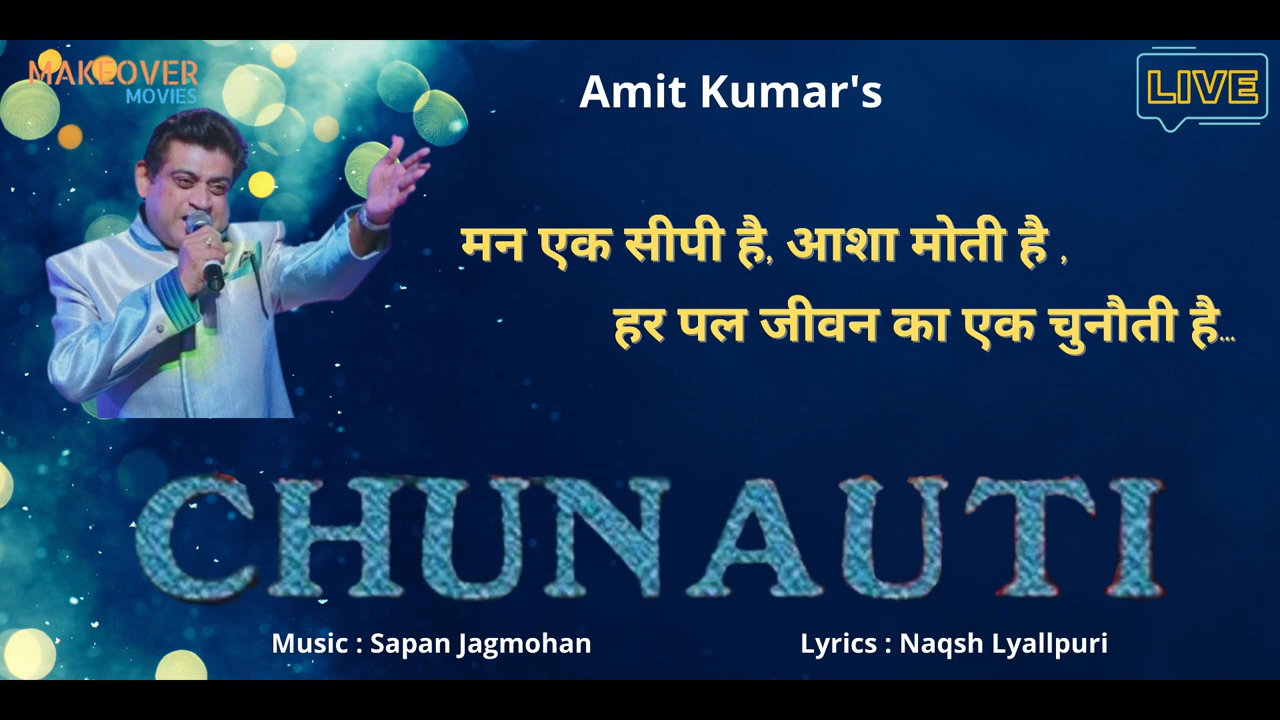 MAKEOVER
MOVIES
Amit Kumar's
LIVE
मन एक सीपी है, आशा मोती है ,
हर पल जीवन का एक चुनौती है...
CHUNAUTI
Music : Sapan Jagmohan
Lyrics : Naqsh Lyallpuri